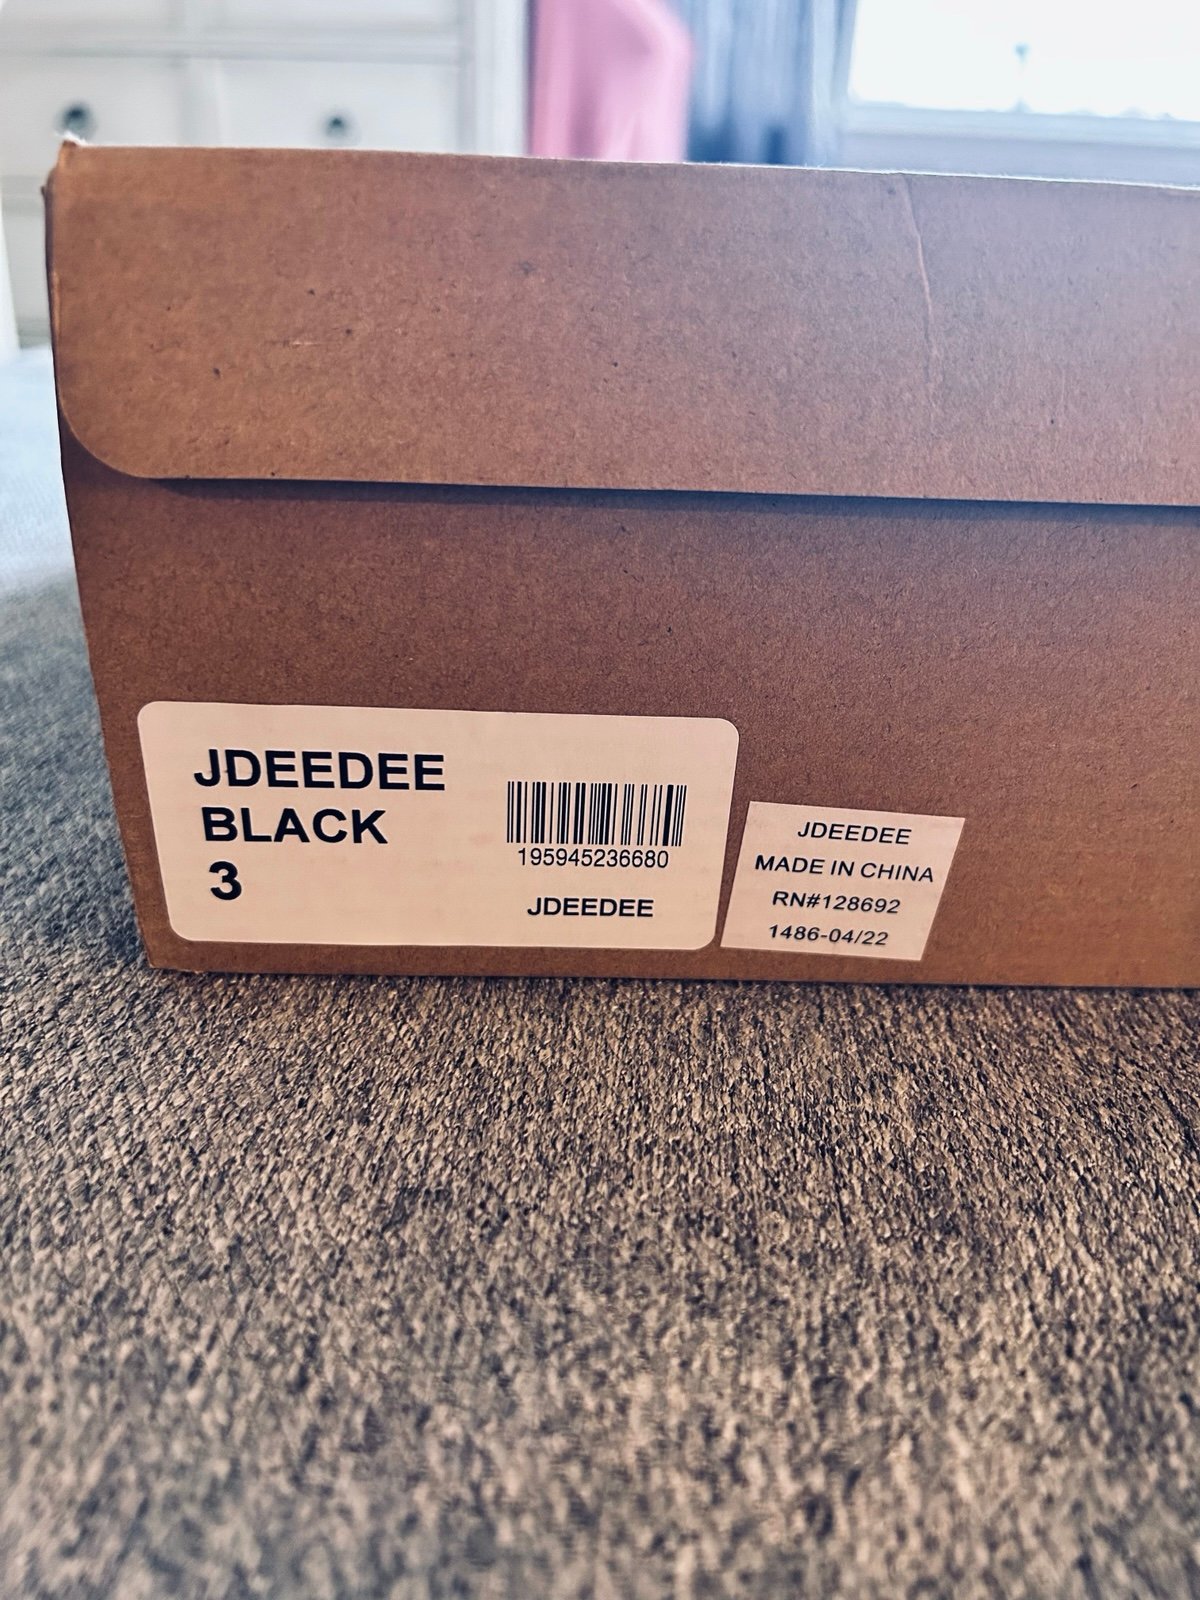 JDEEDEE
BLACK
3
195945236680
JDEEDEE
JDEEDEE
MADE IN CHINA
RN#128692
1486-04/22